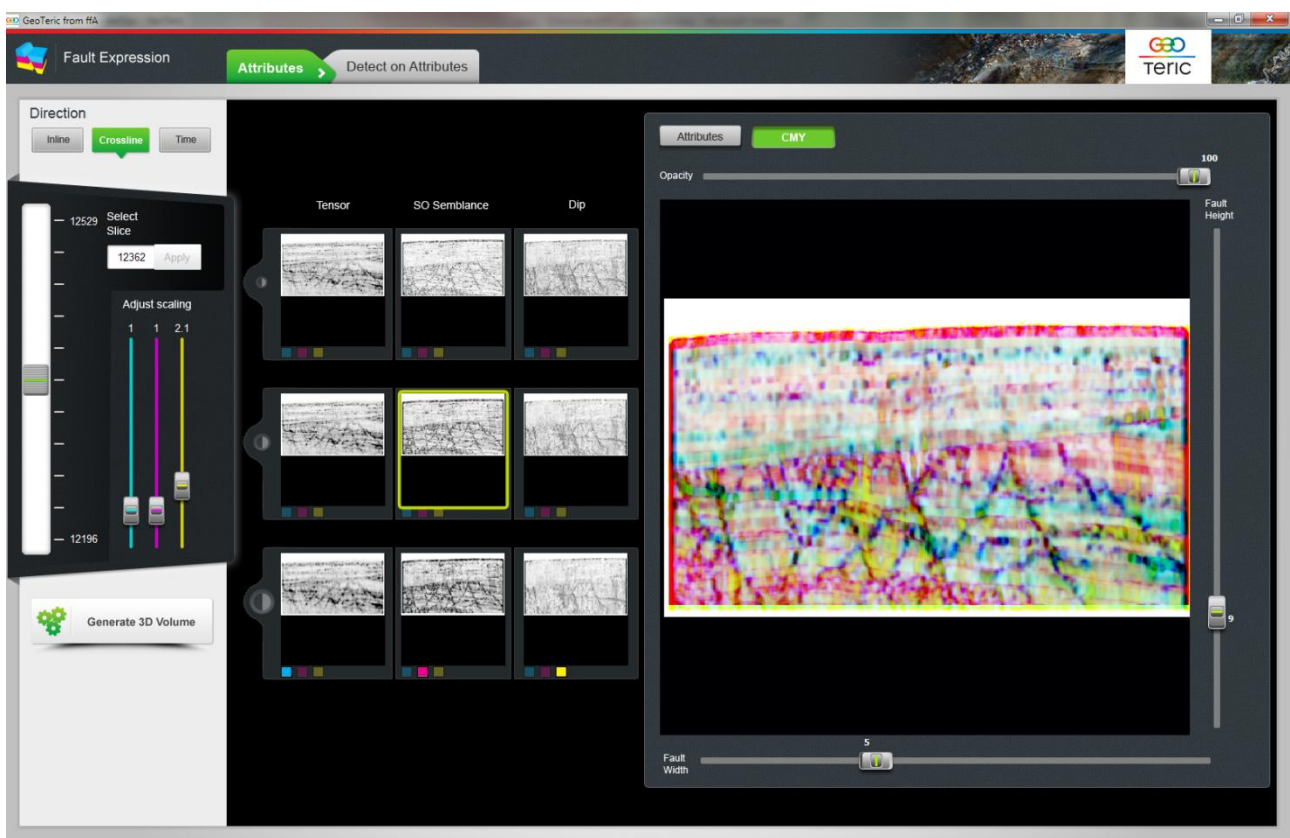 GeoTeric from ffA
Fault Expression
Attributes
Detect on Attributes
GEO
Teric
Direction
Inline
Crossline
Time
12529
Select
Slice
12362
Apply
Adjust scaling
1 1 2.1
12196
Generate 3D Volume
Tensor
SO Semblance
Dip
Attributes
CMY
100
Opacity
Fault
Height
9
5
Fault
Width